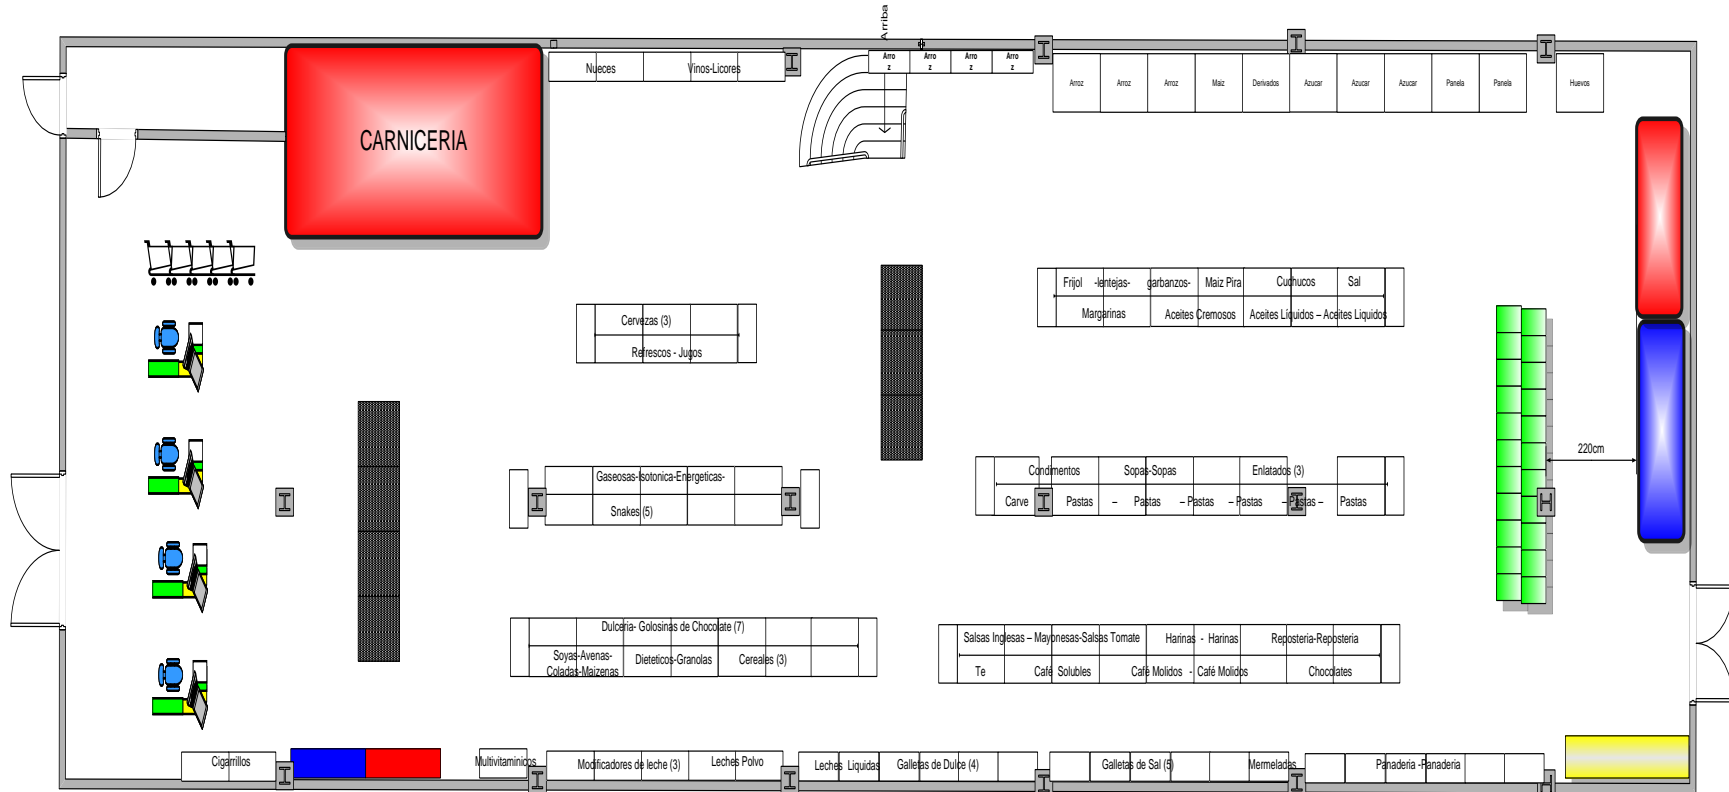 Arriba
Nueces
Vinos-Licores
Arro
z
Arro
z
Arro
z
Arro
z
Arroz
Arroz
Arroz
Maiz
Derivados
Azucar
Azucar
Azucar
Panela
Panela
Huevos
CARNICERIA
Frijol -lentejas- garbanzos- Maiz Pira Cuchucos Sal
Margarinas Aceites Cremosos Aceites Liquidos – Aceites Liquidos
Cervezas (3)
Refrescos - Jugos
220cm
Gaseosas-Isotonica-Energeticas-
Snakes (5)
Condimentos Sopas-Sopas Enlatados (3)
Carve Pastas – Pastas – Pastas – Pastas – Pastas – Pastas
Dulceria- Golosinas de Chocolate (7)
Soyas-Avenas-
Coladas-Maizenas
Dieteticos-Granolas
Cereales (3)
Salsas Inglesas – Mayonesas-Salsas Tomate Harinas - Harinas Reposteria-Reposteria
Te Café Solubles Café Molidos - Café Molidos Chocolates
Cigarrillos
Multivitaminicos
Modificadores de leche (3)
Leches Polvo
Leches Liquidas
Galletas de Dulce (4)
Galletas de Sal (5)
Mermeladas
Panaderia -Panaderia